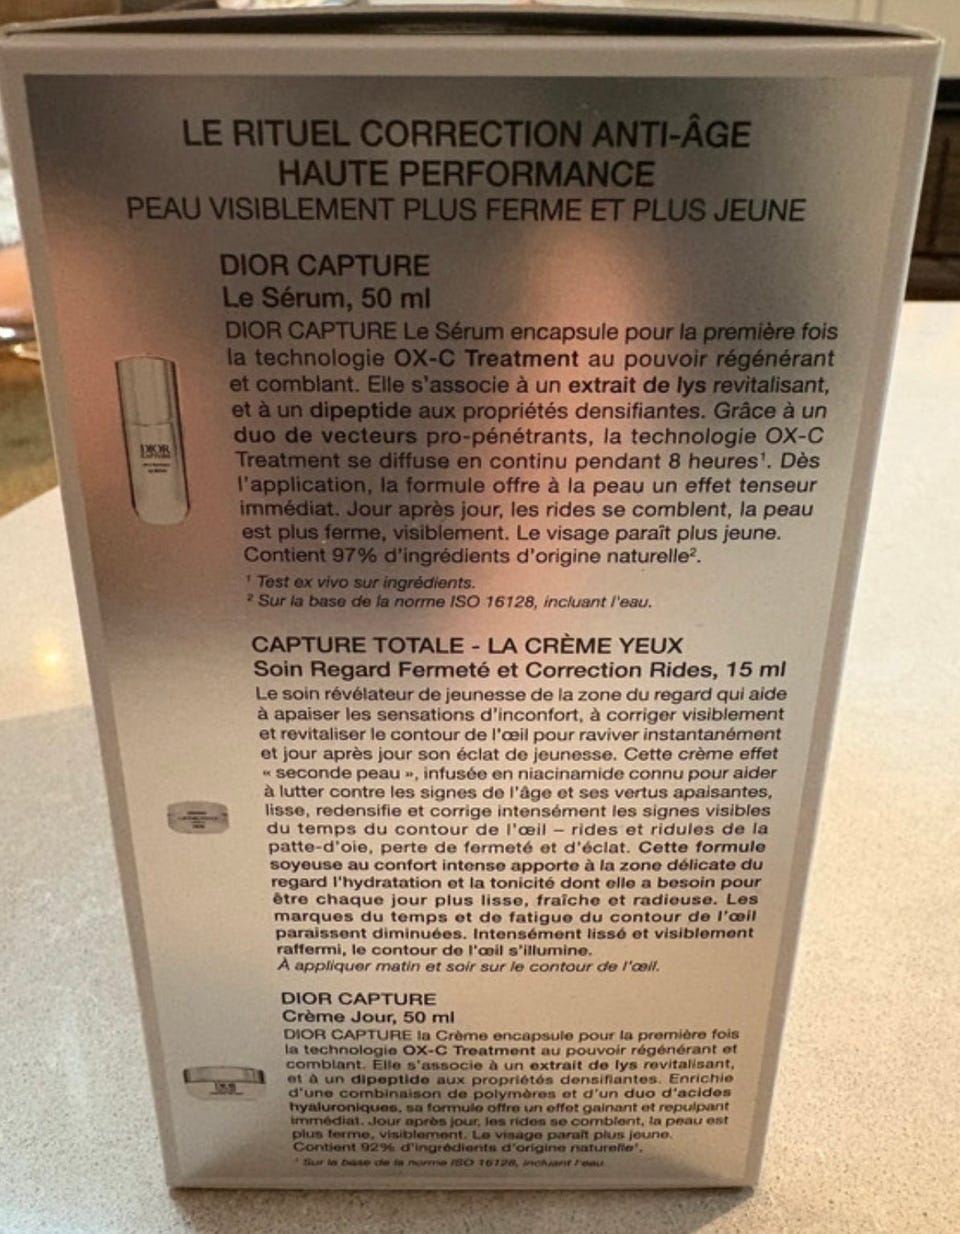 LE RITUEL CORRECTION ANTI-ÂGE
HAUTE PERFORMANCE
PEAU VISIBLEMENT PLUS FERME ET PLUS JEUNE
DIOR CAPTURE
Le Sérum, 50 ml
DIOR CAPTURE Le Sérum encapsule pour la première fois
la technologie OX-C Treatment au pouvoir régénérant
et comblant. Elle s'associe à un extrait de lys revitalisant,
et à un dipeptide aux propriétés densifiantes. Grâce à un
duo de vecteurs pro-pénétrants, la technologie OX-C
Treatment se diffuse en continu pendant 8 heures¹. Dès
l'application, la formule offre à la peau un effet tenseur
immédiat. Jour après jour, les rides se comblent, la peau
est plus ferme, visiblement. Le visage paraît plus jeune.
Contient 97% d'ingrédients d'origine naturelle².
¹ Test ex vivo sur ingrédients.
² Sur la base de la norme ISO 16128, incluant l'eau.
DIOR
CAPTURE
CAPTURE TOTALE - LA CRÈME YEUX
Soin Regard Fermeté et Correction Rides, 15 ml
Le soin révélateur de jeunesse de la zone du regard qui aide
à apaiser les sensations d'inconfort, à corriger visiblement
et revitaliser le contour de l'œil pour raviver instantanément
et jour après jour son éclat de jeunesse. Cette crème effet
« seconde peau », infusée en niacinamide connu pour aider
à lutter contre les signes de l'âge et ses vertus apaisantes,
lisse, redensifie et corrige intensément les signes visibles
du temps du contour de l'œil – rides et ridules de la
patte-d'oie, perte de fermeté et d'éclat. Cette formule
soyeuse au confort intense apporte à la zone délicate du
regard l'hydratation et la tonicité dont elle a besoin pour
être chaque jour plus lisse, fraîche et radieuse. Les
marques du temps et de fatigue du contour de l'œil
paraissent diminuées. Intensément lissé et visiblement
raffermi, le contour de l'œil s'illumine.
À appliquer matin et soir sur le contour de l'œil.
DIOR CAPTURE
Crème Jour, 50 ml
DIOR CAPTURE la Crème encapsule pour la première fois
la technologie OX-C Treatment au pouvoir régénérant et
comblant. Elle s'associe à un extrait de lys revitalisant,
et à un dipeptide aux propriétés densifiantes. Enrichie
d'une combinaison de polymères et d'un duo d'acides
hyaluroniques, sa formule offre un effet gainant et repulpant
immédiat. Jour après jour, les rides se comblent, la peau est
plus ferme, visiblement. Le visage paraît plus jeune.
Contient 92% d'ingrédients d'origine naturelle¹.
¹ Sur la base de la norme ISO 16128, incluant l'eau.
DIOR